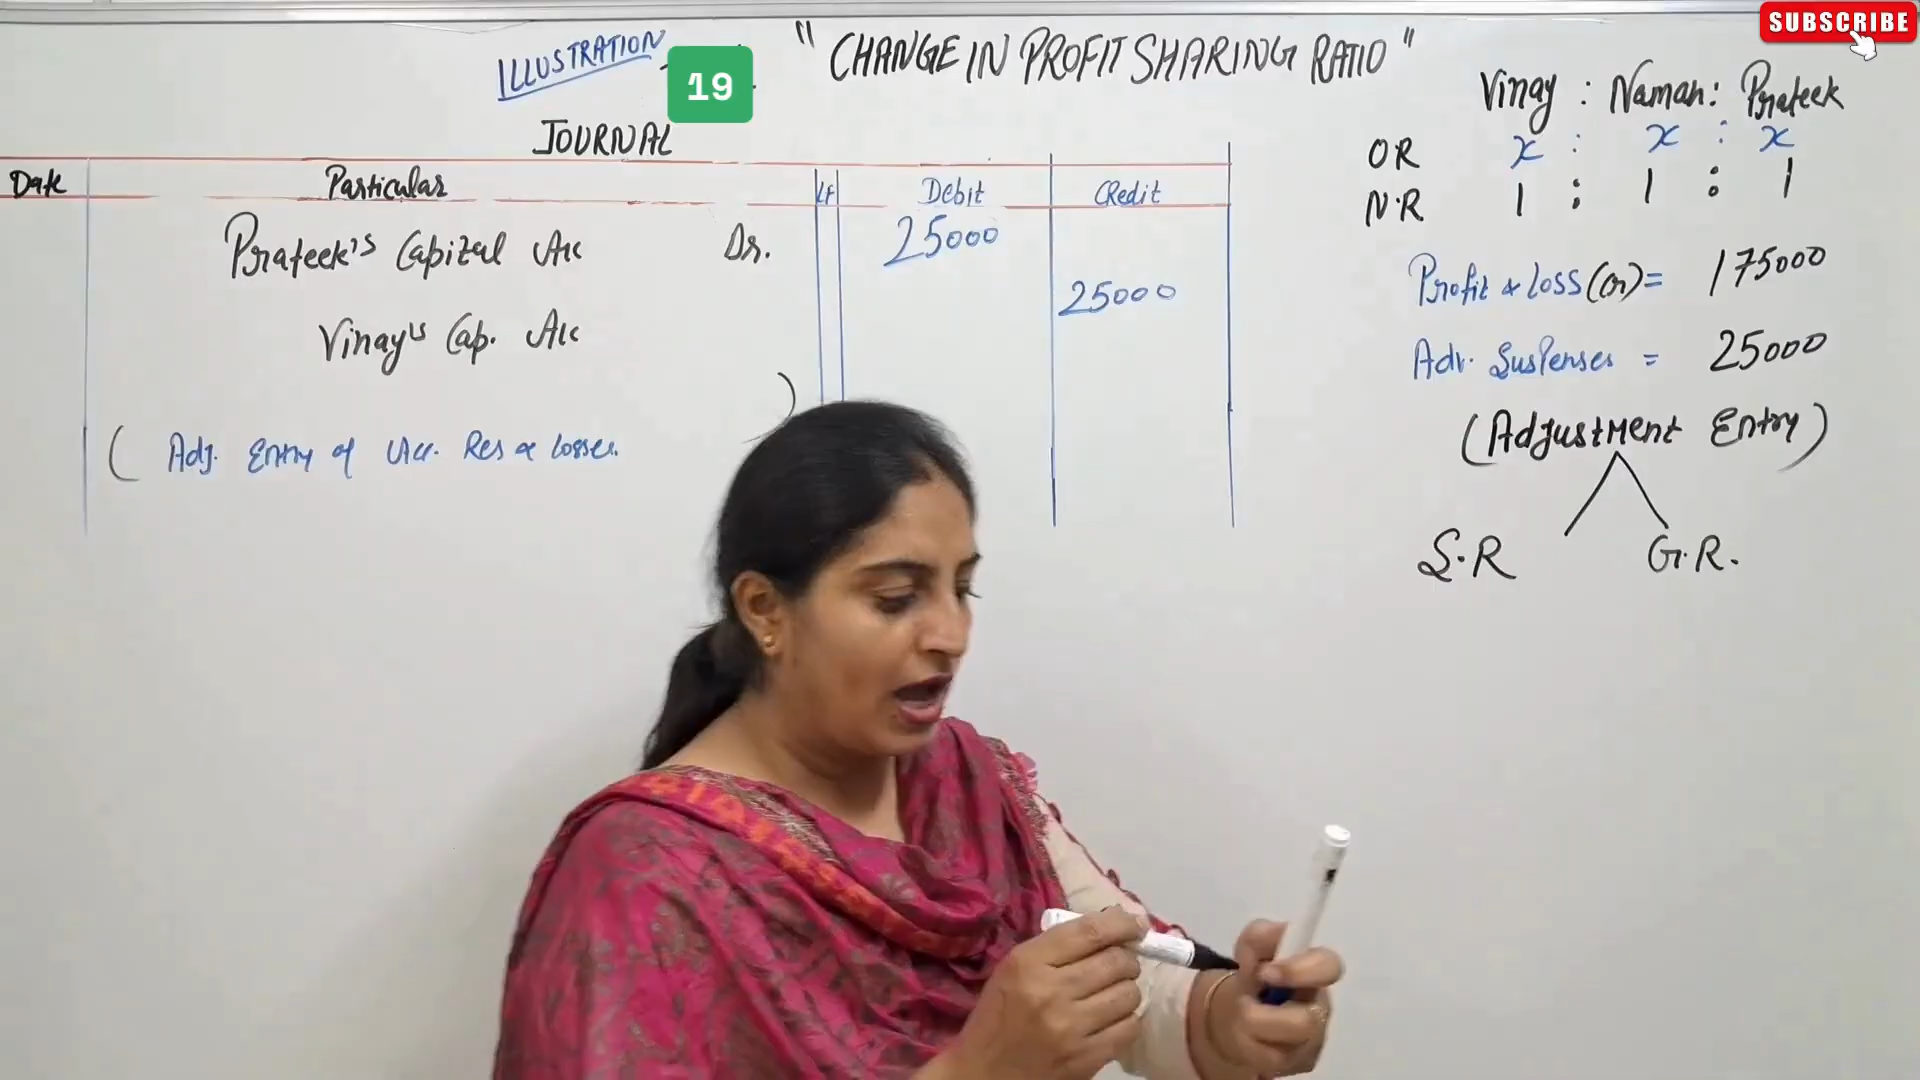 SUBSCRIBE
ILLUSTRATION - 19 "CHANGE IN PROFIT SHARING RATIO"
JOURNAL
Date Particular LF Debit Credit
Prateek's Capital A/c Dr. 25000
25000
Vinay's Cap. A/c
( Adj. Entry of Acc. Res & losses. )
Vinay : Naman : Prateek
OR x : x : x
N.R. 1 : 1 : 1
Profit & Loss (Cr) = 175000
Adv. Suspenses = 25000
(Adjustment Entry)
S.R G.R.